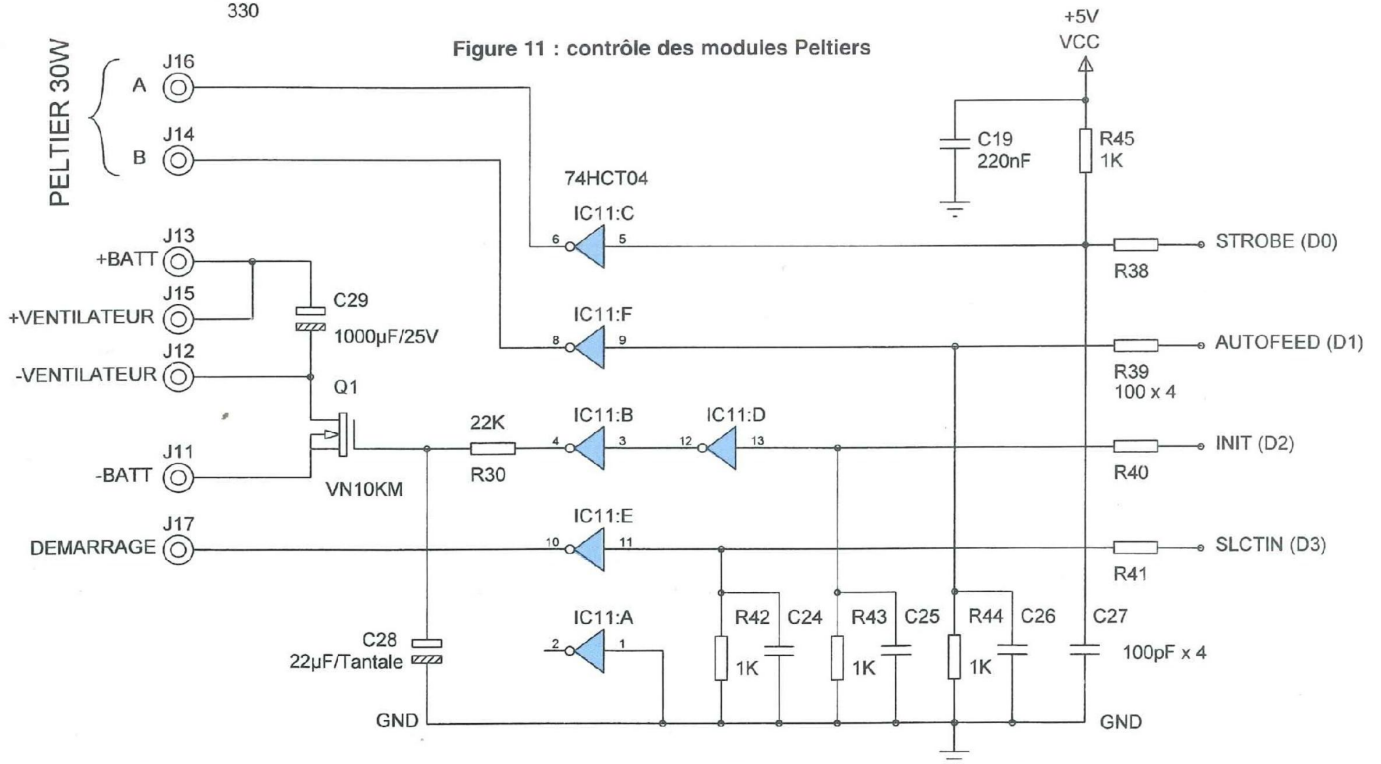 330
Figure 11 : contrôle des modules Peltiers
+5V
VCC
PELTIER 30W
J16
A
J14
B
C19
220nF
R45
1K
74HCT04
IC11:C
6
5
STROBE (D0)
R38
J13
+BATT
J15
+VENTILATEUR
C29
1000µF/25V
J12
-VENTILATEUR
IC11:F
8
9
AUTOFEED (D1)
R39
100 x 4
Q1
VN10KM
J11
-BATT
22K
R30
IC11:B
4
3
IC11:D
12
13
INIT (D2)
R40
J17
DEMARRAGE
IC11:E
10
11
SLCTIN (D3)
R41
IC11:A
2
1
C28
22µF/Tantale
R42
1K
C24
R43
1K
C25
R44
1K
C26
C27
100pF x 4
GND
GND